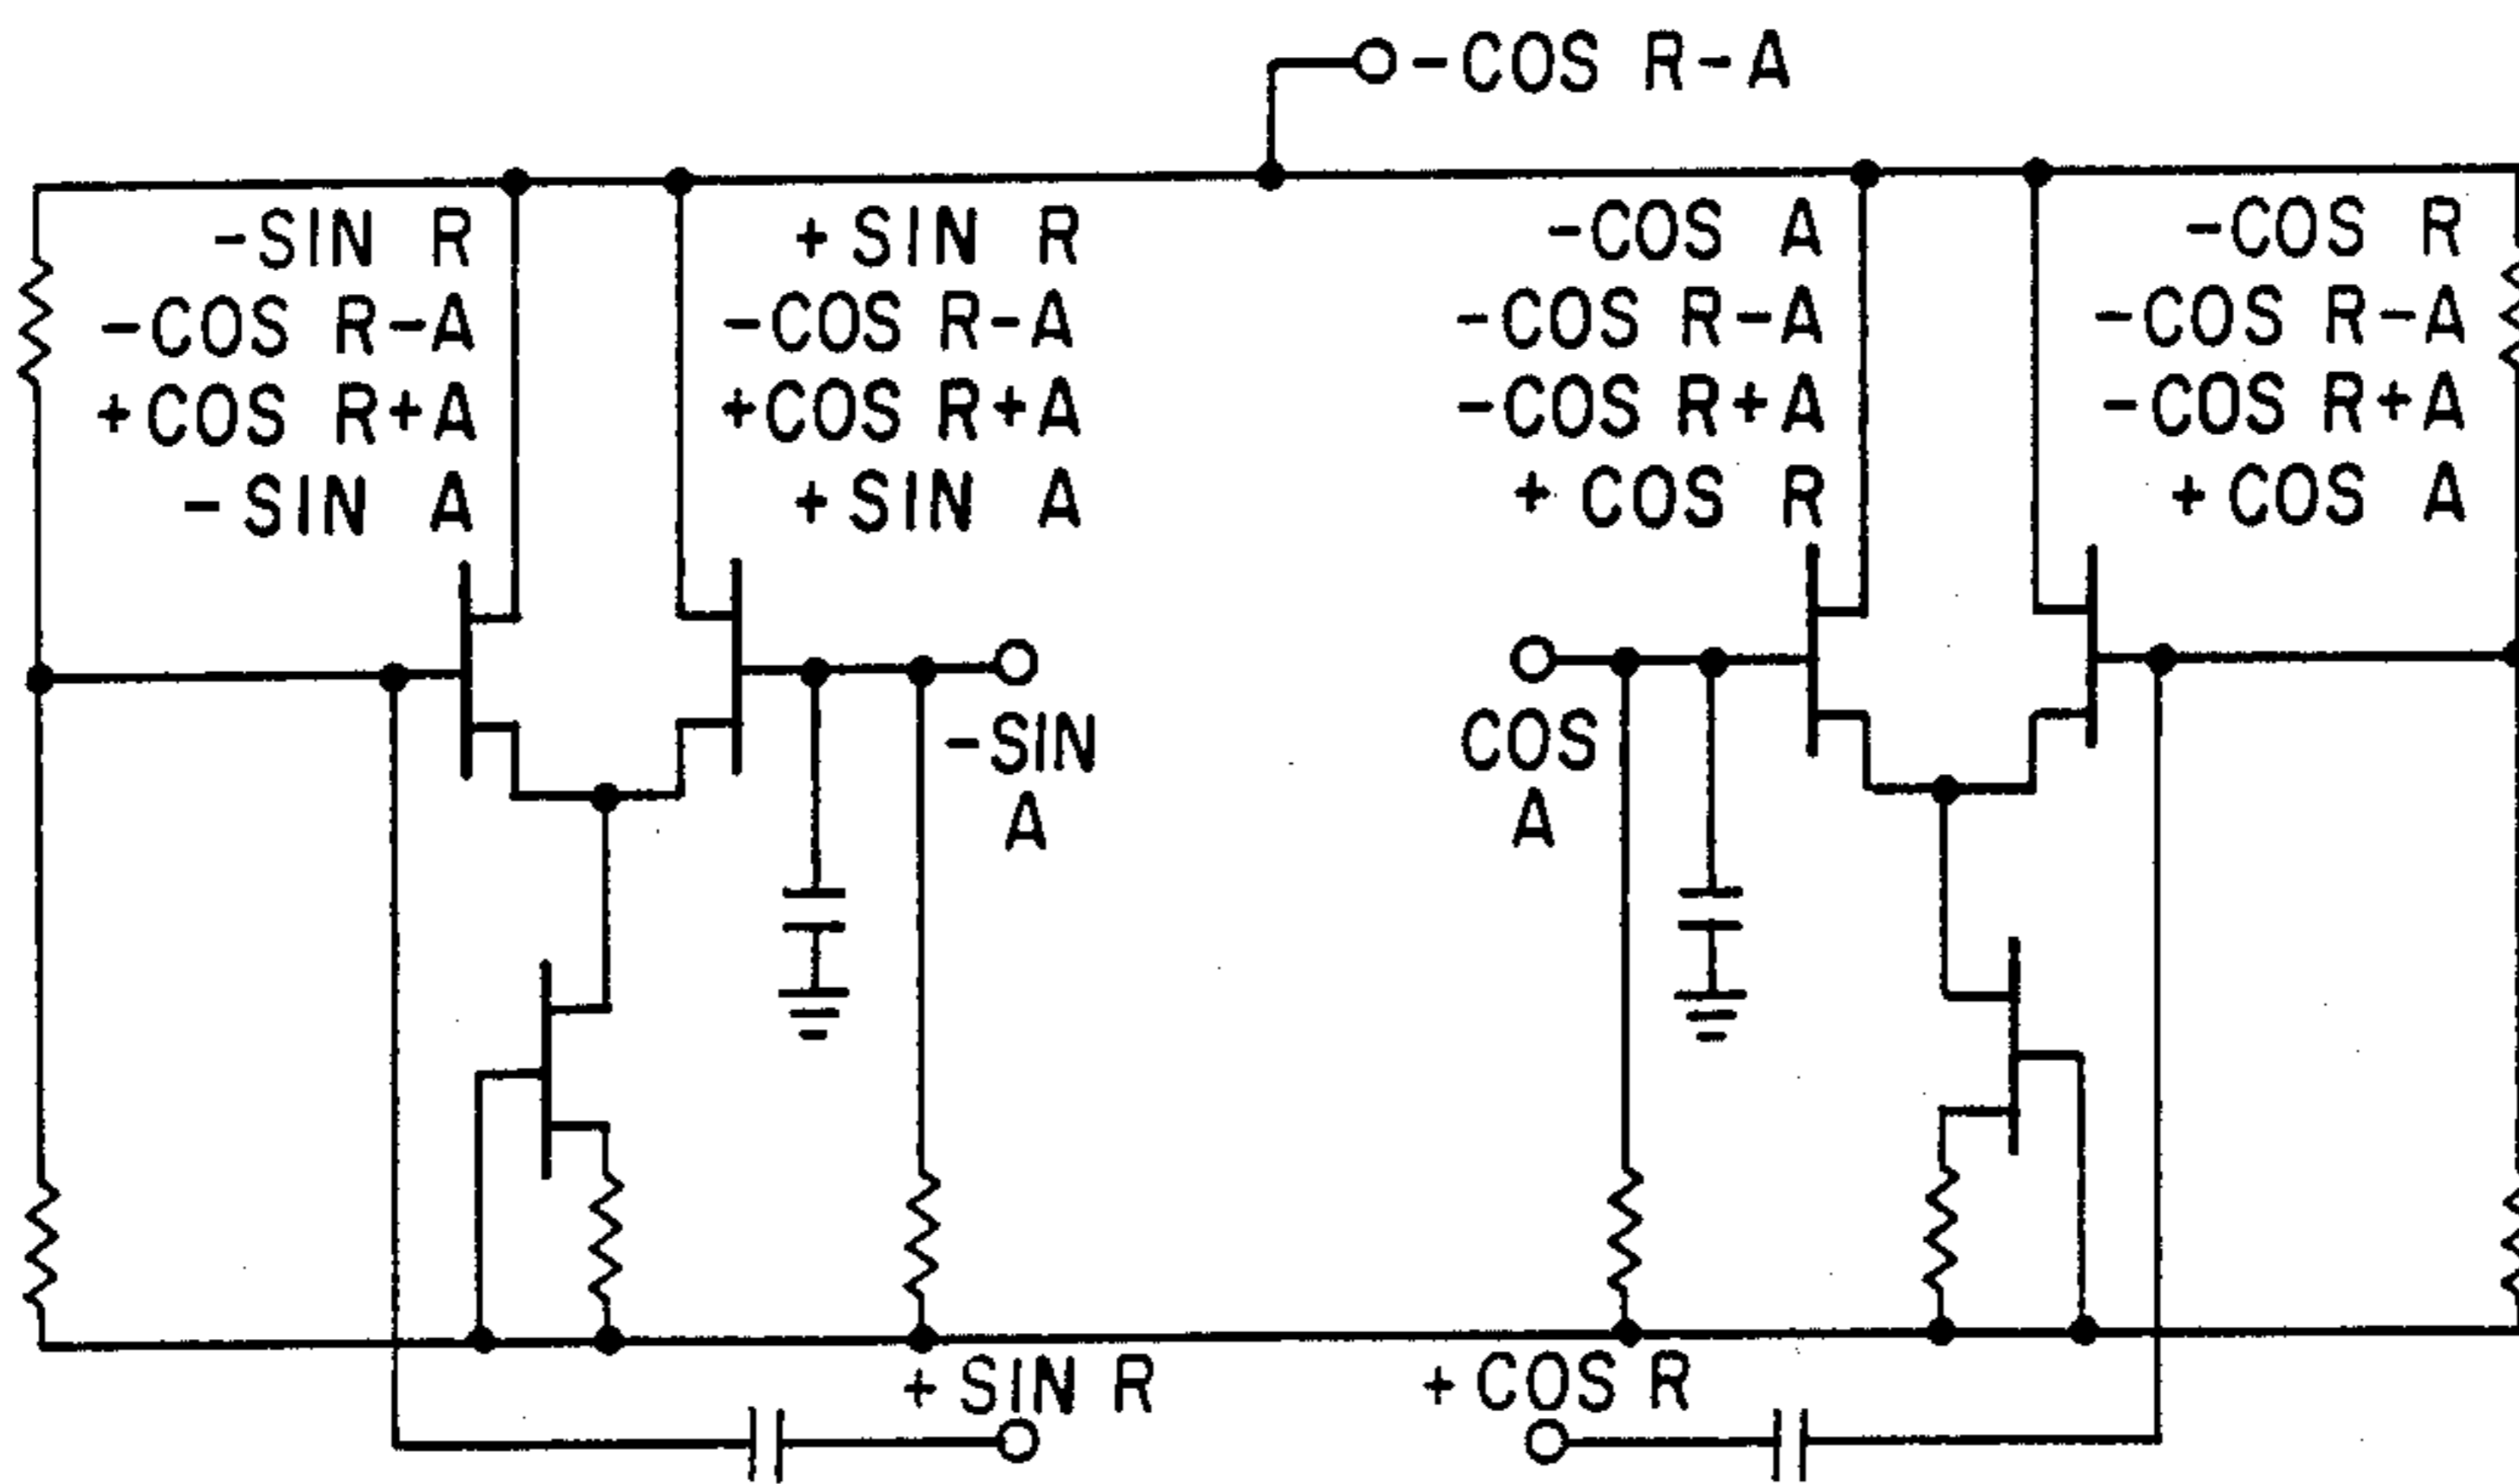 -COS R-A
-SIN R
-COS R-A
+COS R+A
-SIN A
+SIN R
-COS R-A
+COS R+A
+SIN A
-COS A
-COS R-A
-COS R+A
+COS R
-COS R
-COS R-A
-COS R+A
+COS A
-SIN
A
COS
A
+SIN R
+COS R